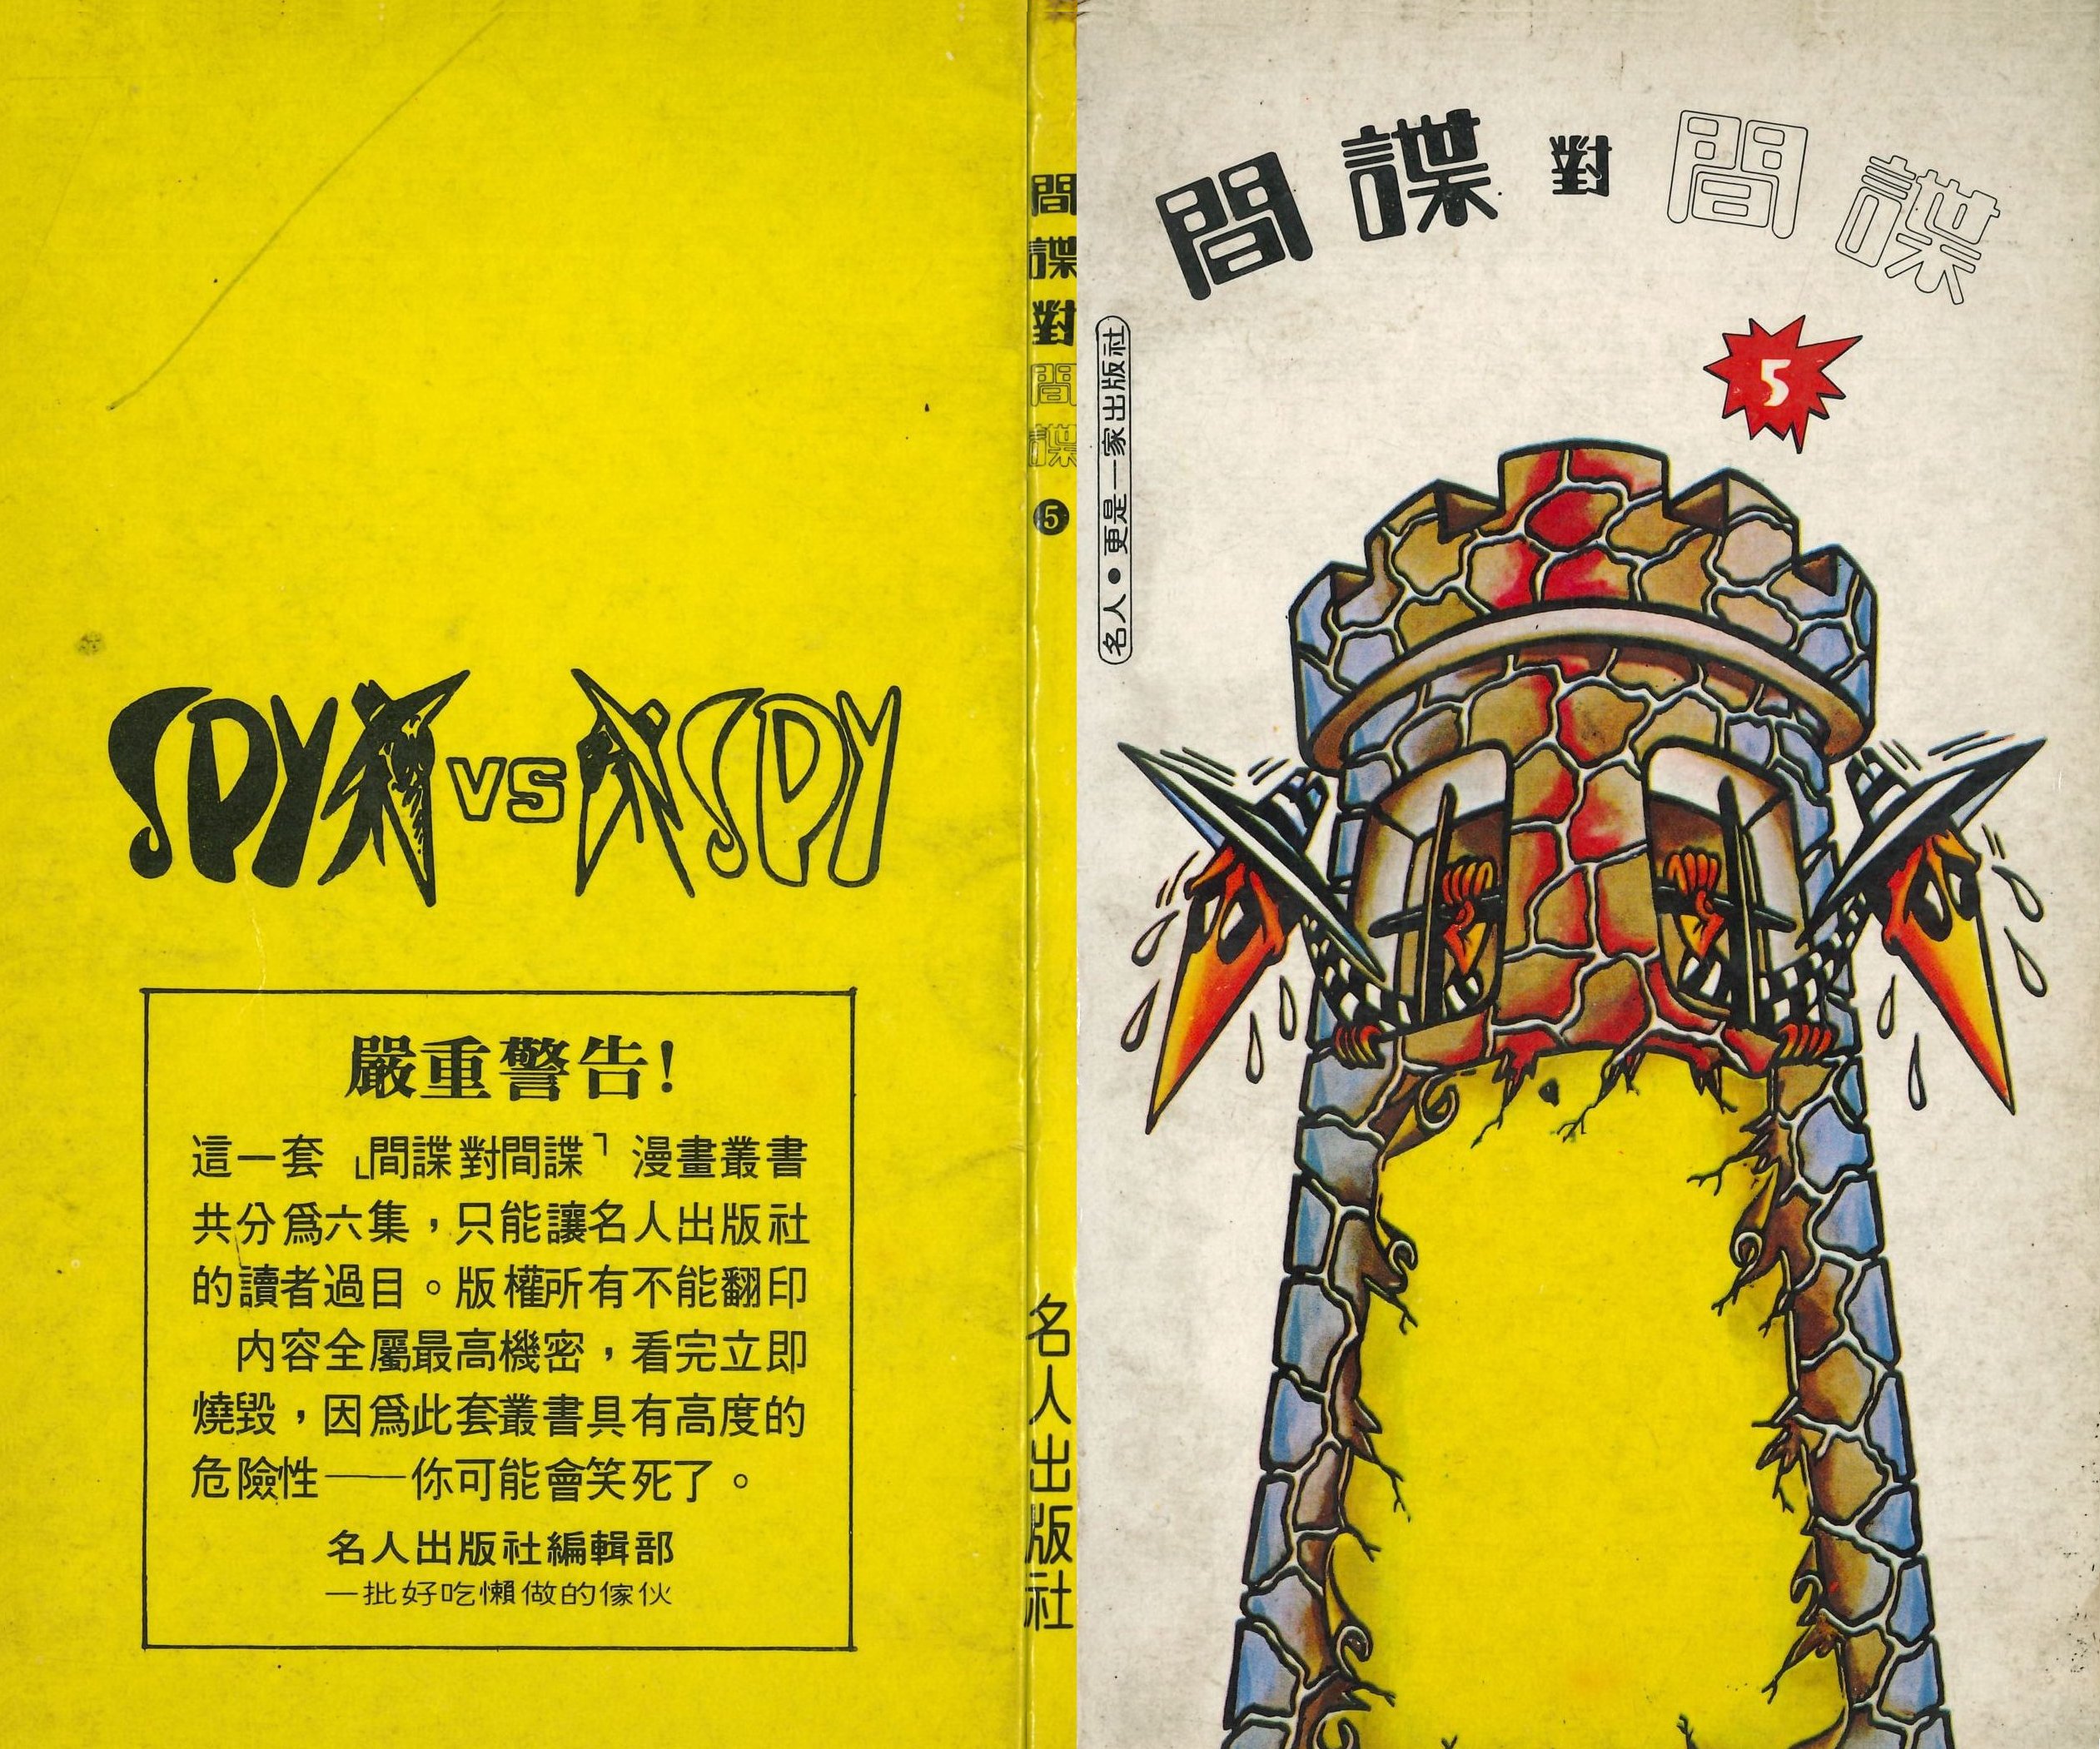 SPY VS SPY
嚴重警告!
這一套「間諜對間諜」漫畫叢書
共分爲六集，只能讓名人出版社
的讀者過目。版權所有不能翻印
內容全屬最高機密，看完立即
燒毀，因爲此套叢書具有高度的
危險性——你可能會笑死了。
名人出版社編輯部
一批好吃懶做的傢伙
間諜對間諜 5
名人出版社
間諜對間諜
5
名人●更是一家出版社